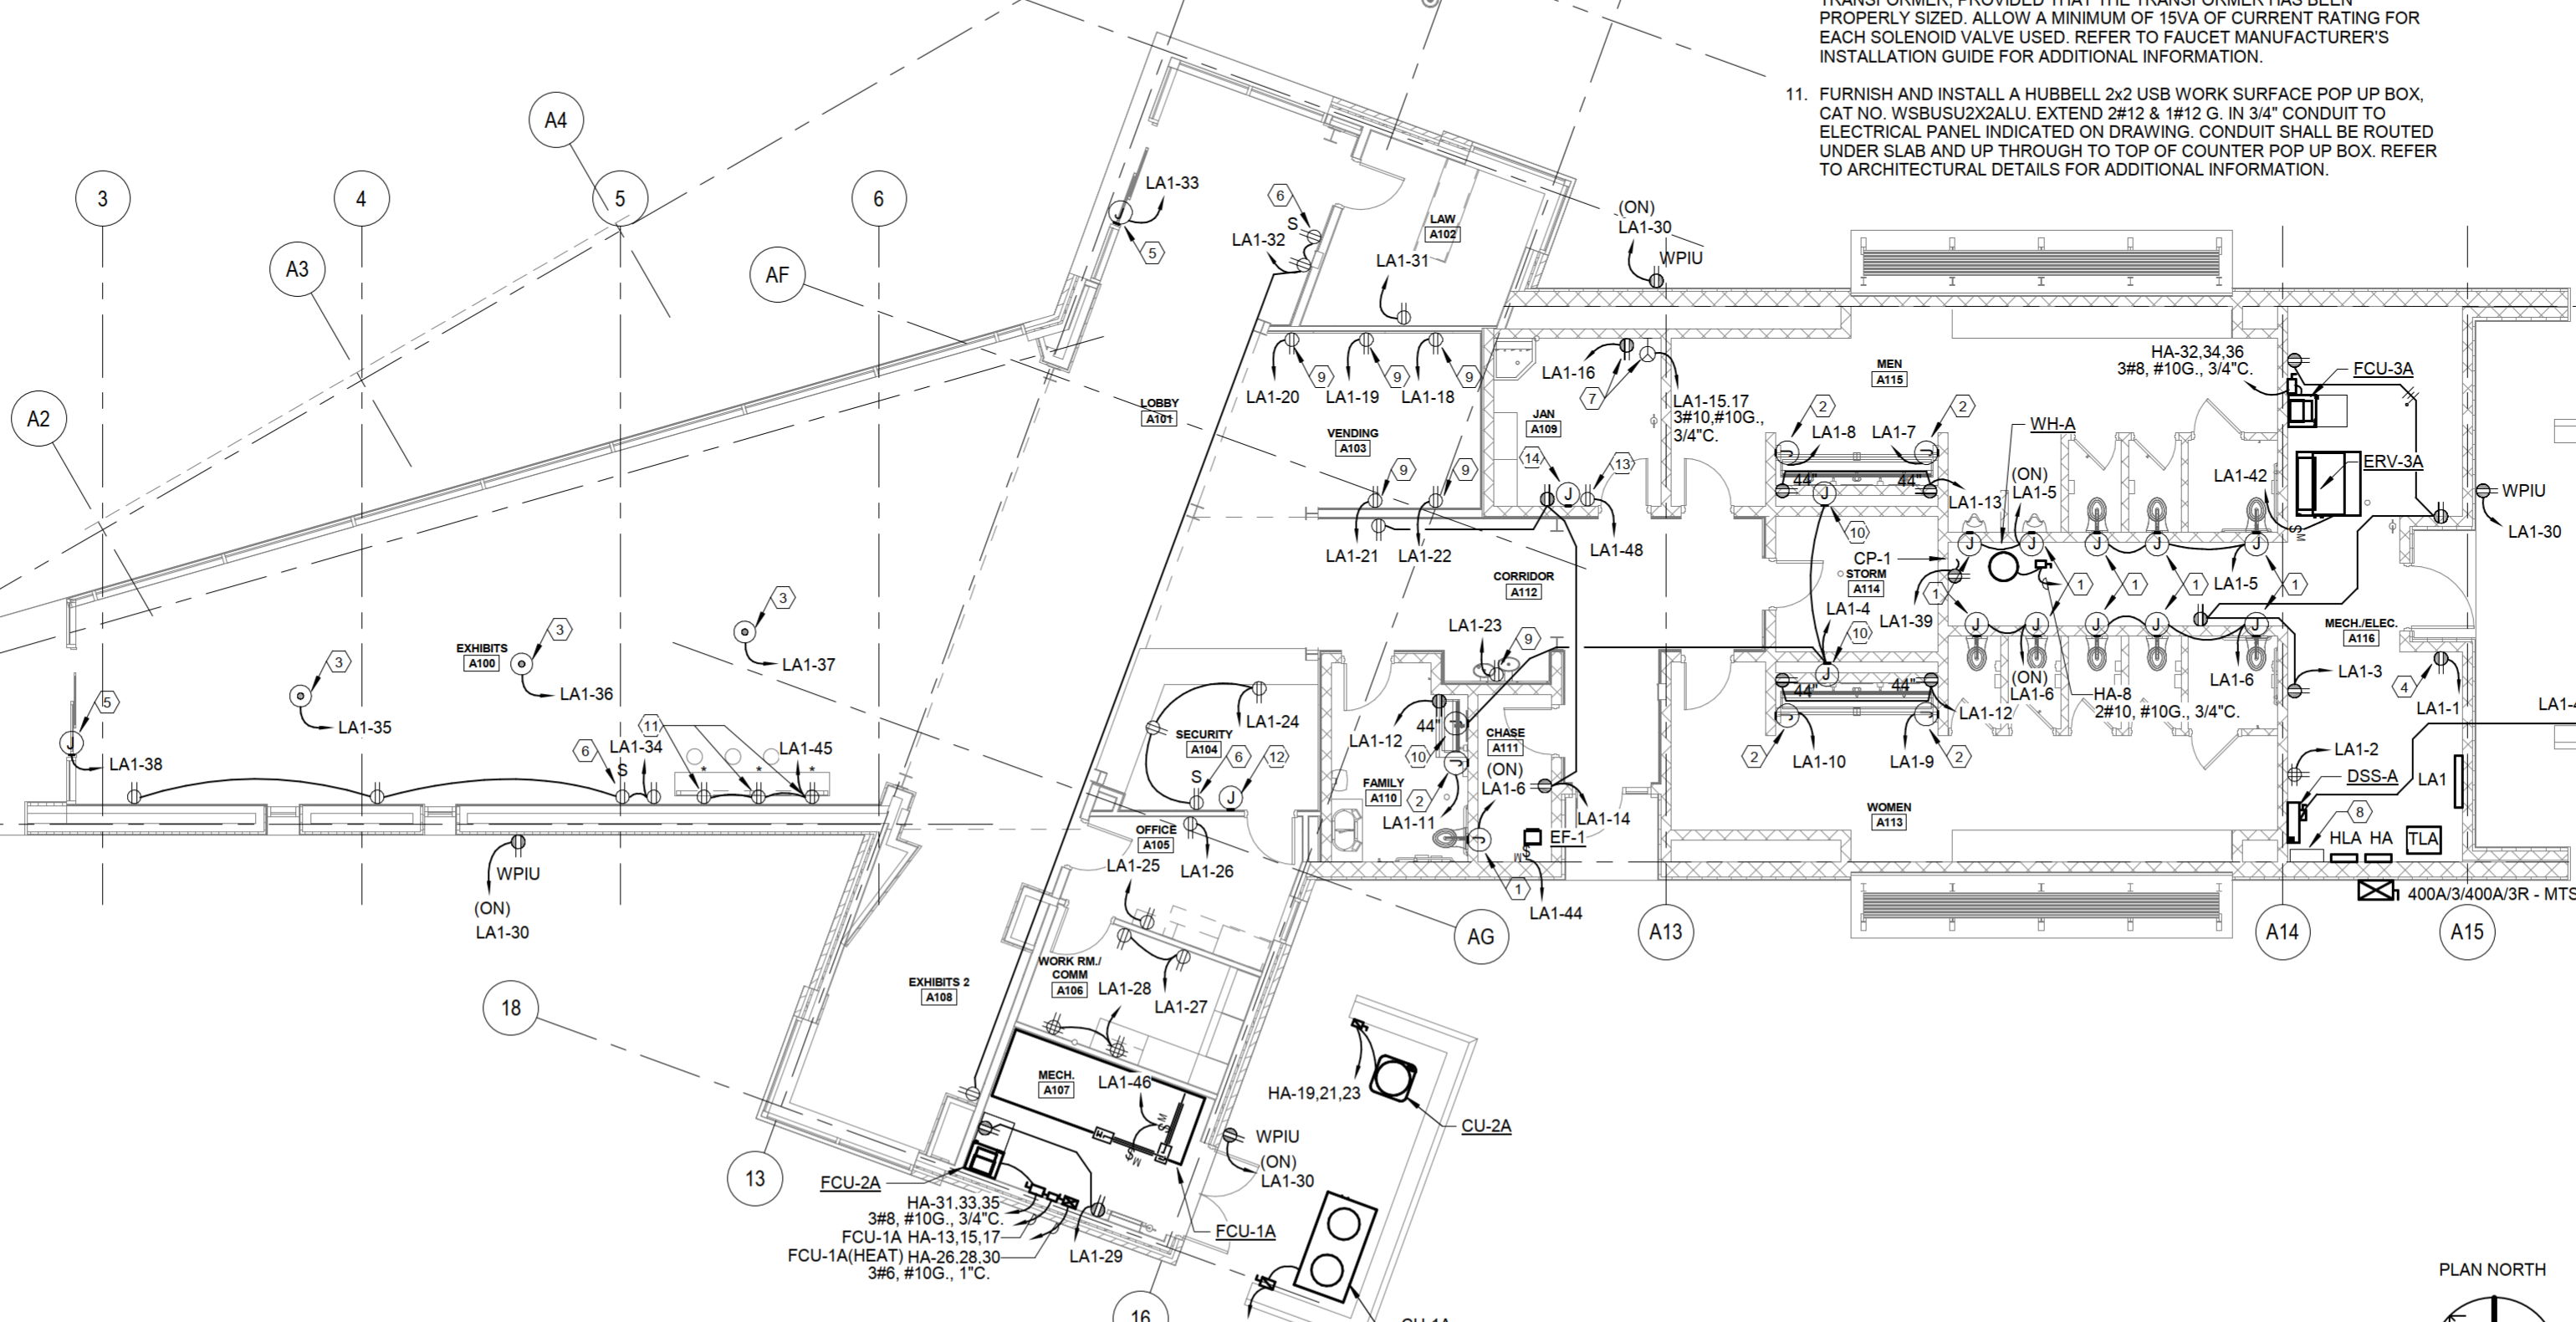 TRANSFORMER, PROVIDED THAT THE TRANSFORMER HAS BEEN
PROPERLY SIZED. ALLOW A MINIMUM OF 15VA OF CURRENT RATING FOR
EACH SOLENOID VALVE USED. REFER TO FAUCET MANUFACTURER'S
INSTALLATION GUIDE FOR ADDITIONAL INFORMATION.
11. FURNISH AND INSTALL A HUBBELL 2x2 USB WORK SURFACE POP UP BOX,
CAT NO. WSBUSU2X2ALU. EXTEND 2#12 & 1#12 G. IN 3/4" CONDUIT TO
ELECTRICAL PANEL INDICATED ON DRAWING. CONDUIT SHALL BE ROUTED
UNDER SLAB AND UP THROUGH TO TOP OF COUNTER POP UP BOX. REFER
TO ARCHITECTURAL DETAILS FOR ADDITIONAL INFORMATION.
A4
3
4
5
6
A3
AF
A2
LA1-33
J
5
6
S
LA1-32
LAW
A102
LA1-31
(ON)
LA1-30
WPIU
LOBBY
A101
LA1-20
9
LA1-19
9
LA1-18
9
VENDING
A103
9
9
LA1-21
LA1-22
LA1-16
7
JAN
A109
14
J
13
LA1-48
LA1-15.17
3#10,#10G.,
3/4"C.
MEN
A115
2
LA1-8
LA1-7
2
44"
44"
J
J
J
LA1-13
10
WH-A
(ON)
LA1-5
HA-32,34,36
3#8, #10G., 3/4"C.
FCU-3A
ERV-3A
LA1-42
S
M
WPIU
LA1-30
CP-1
STORM
A114
LA1-4
10
LA1-39
J
J
J
J
J
1
1
1
1
1
LA1-5
J
J
J
J
J
(ON)
LA1-6
LA1-6
HA-8
2#10, #10G., 3/4"C.
MECH./ELEC.
A116
LA1-3
4
LA1-1
LA1-2
DSS-A
LA1
8
HLA
HA
TLA
400A/3/400A/3R - MTS
CORRIDOR
A112
LA1-23
9
J
44"
44"
J
J
LA1-12
2
LA1-10
LA1-9
2
WOMEN
A113
EXHIBITS
A100
3
3
3
LA1-35
LA1-36
LA1-37
J
5
LA1-38
6
S
LA1-34
11
* * *
LA1-45
WPIU
(ON)
LA1-30
LA1-24
SECURITY
A104
S
6
12
J
LA1-12
44"
J
10
J
FAMILY
A110
2
LA1-11
CHASE
A111
(ON)
LA1-6
J
1
LA1-14
EF-1
S
M
LA1-44
OFFICE
A105
LA1-25
LA1-26
AG
A13
A14
A15
18
EXHIBITS 2
A108
WORK RM./
COMM
A106
LA1-28
LA1-27
MECH.
A107
LA1-46
S
M
S
M
HA-19,21,23
CU-2A
WPIU
(ON)
LA1-30
13
FCU-2A
HA-31.33.35
3#8, #10G., 3/4"C.
FCU-1A HA-13,15,17
FCU-1A(HEAT) HA-26.28.30
3#6, #10G., 1"C.
LA1-29
FCU-1A
16
PLAN NORTH